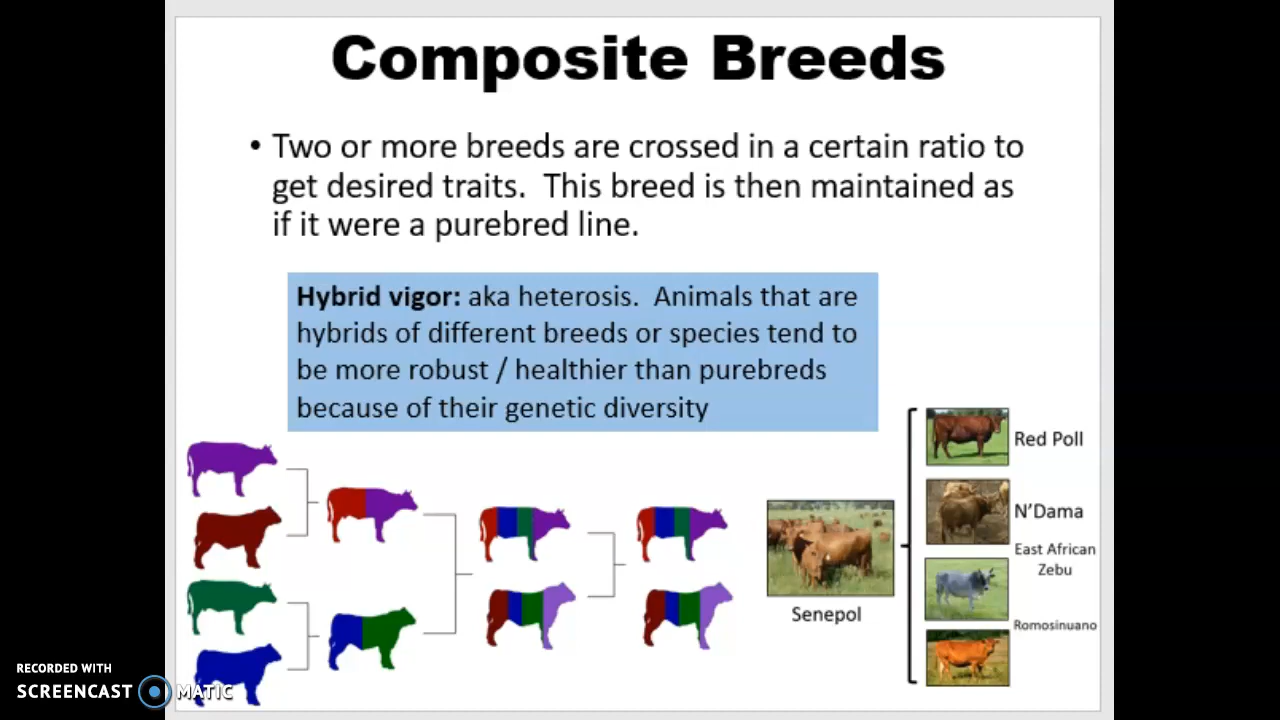 Composite Breeds
• Two or more breeds are crossed in a certain ratio to
get desired traits.  This breed is then maintained as
if it were a purebred line.
Hybrid vigor: aka heterosis.  Animals that are
hybrids of different breeds or species tend to
be more robust / healthier than purebreds
because of their genetic diversity
Red Poll
N’Dama
East African
Zebu
Romosinuano
Senepol
RECORDED WITH
SCREENCAST MATIC